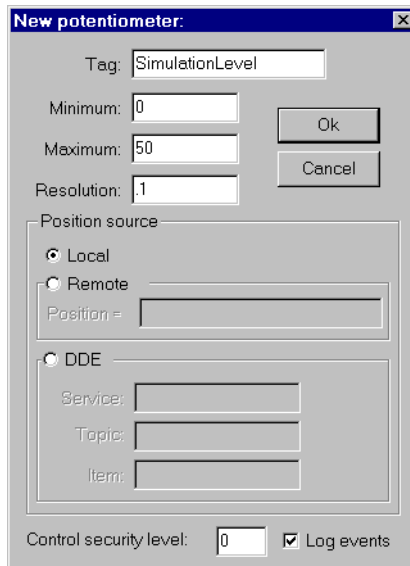 New potentiometer:
Tag: SimulationLevel
Minimum: 0
Maximum: 50
Resolution: .1
Ok
Cancel
Position source
Local
Remote
Position =
DDE
Service:
Topic:
Item:
Control security level: 0 Log events